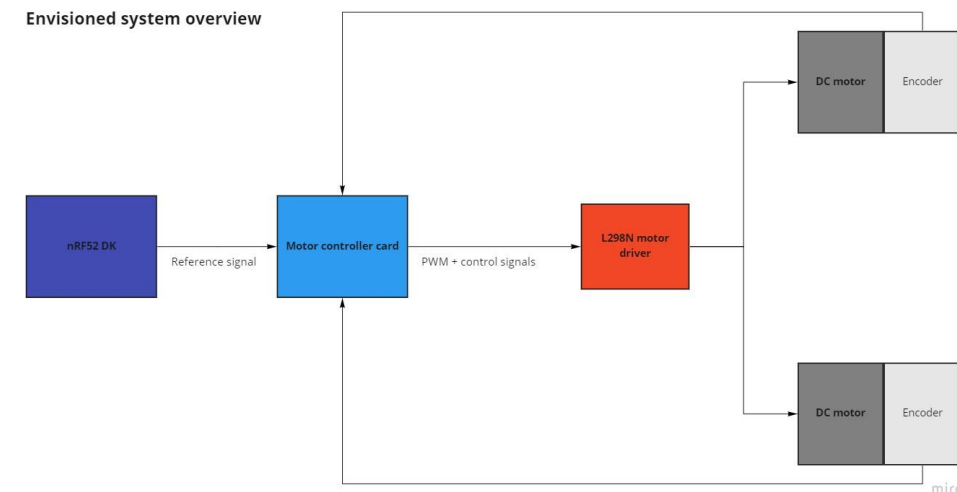 Envisioned system overview
DC motor
Encoder
nRF52 DK
Reference signal
Motor controller card
PWM + control signals
L298N motor
driver
DC motor
Encoder